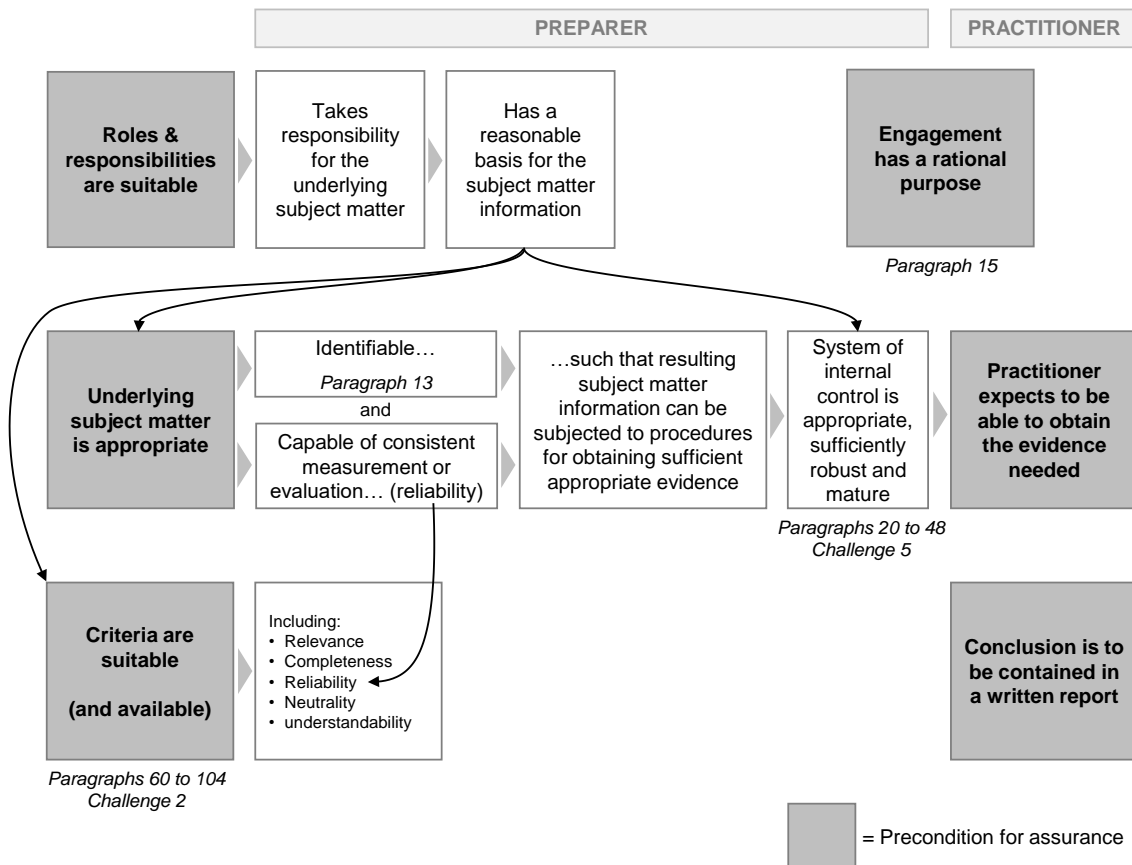 PREPARER
PRACTITIONER
Roles &
responsibilities
are suitable
Takes
responsibility
for the
underlying
subject matter
Has a
reasonable
basis for the
subject matter
information
Engagement
has a rational
purpose
Paragraph 15
Underlying
subject matter
is appropriate
Identifiable…
Paragraph 13
and
Capable of consistent
measurement or
evaluation… (reliability)
…such that resulting
subject matter
information can be
subjected to procedures
for obtaining sufficient
appropriate evidence
System of
internal
control is
appropriate,
sufficiently
robust and
mature
Paragraphs 20 to 48
Challenge 5
Practitioner
expects to be
able to obtain
the evidence
needed
Criteria are
suitable
(and available)
Paragraphs 60 to 104
Challenge 2
Including:
• Relevance
• Completeness
• Reliability
• Neutrality
• understandability
Conclusion is to
be contained in
a written report
= Precondition for assurance